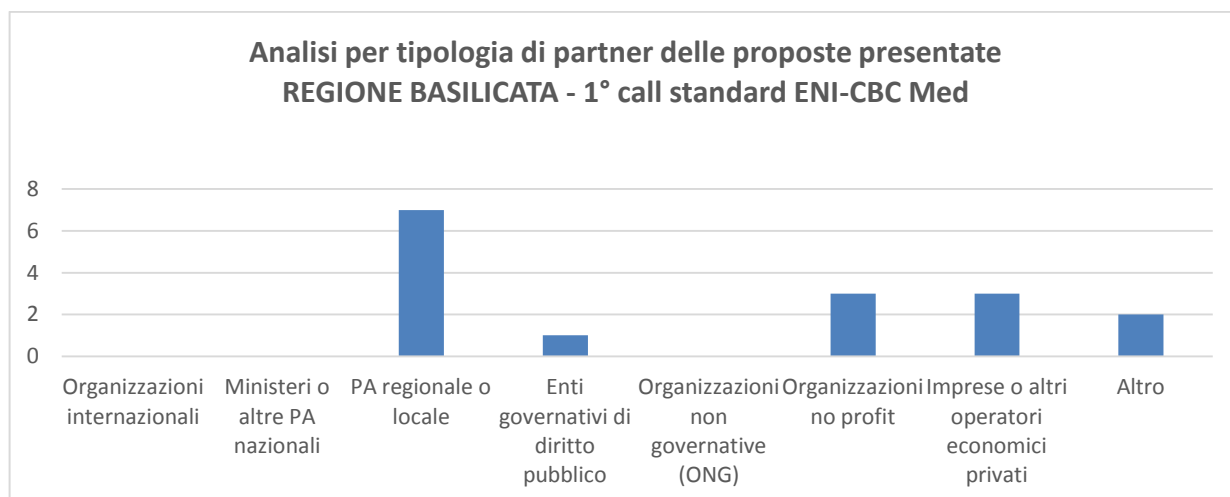 Analisi per tipologia di partner delle proposte presentate
REGIONE BASILICATA - 1° call standard ENI-CBC Med
8
6
4
2
0
Organizzazioni
internazionali
Ministeri o
altre PA
nazionali
PA regionale o
locale
Enti
governativi di
diritto
pubblico
Organizzazioni
non
governative
(ONG)
Organizzazioni
no profit
Imprese o altri
operatori
economici
privati
Altro